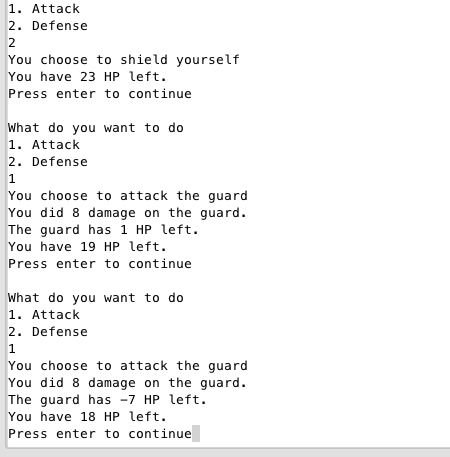 1. Attack
2. Defense
2
You choose to shield yourself
You have 23 HP left.
Press enter to continue
What do you want to do
1. Attack
2. Defense
1
You choose to attack the guard
You did 8 damage on the guard.
The guard has 1 HP left.
You have 19 HP left.
Press enter to continue
What do you want to do
1. Attack
2. Defense
1
You choose to attack the guard
You did 8 damage on the guard.
The guard has -7 HP left.
You have 18 HP left.
Press enter to continue